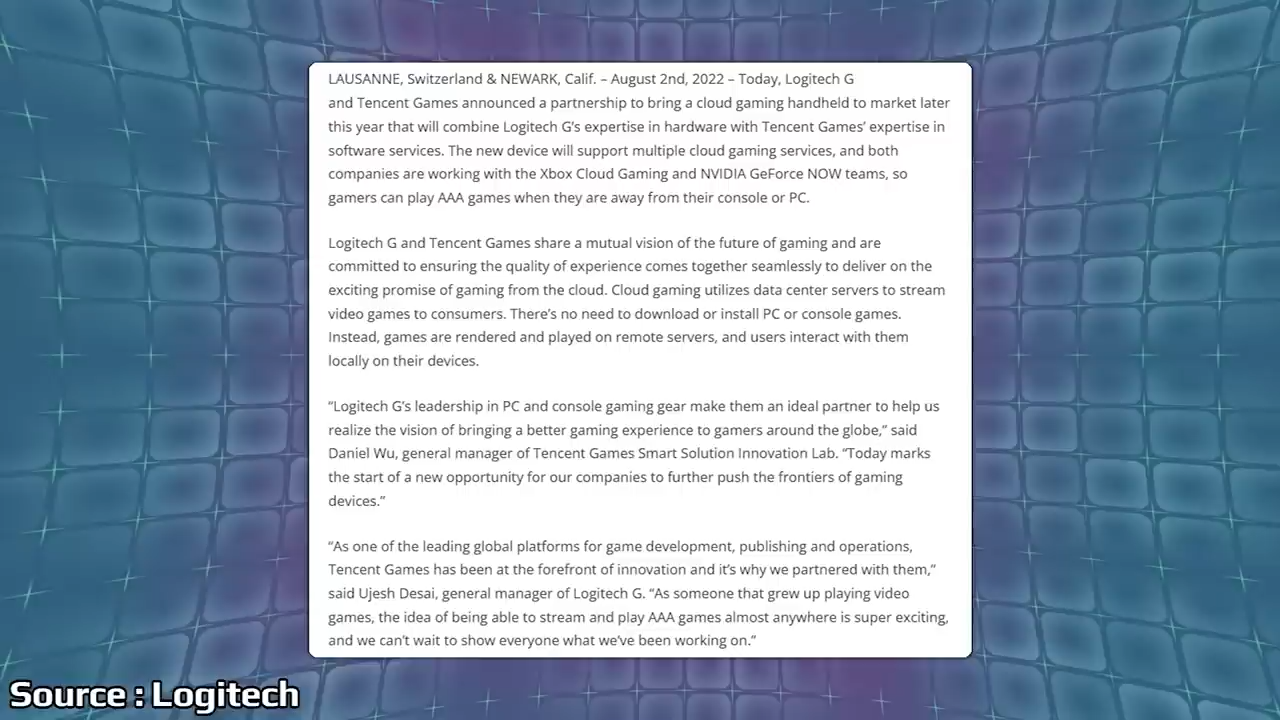 LAUSANNE, Switzerland & NEWARK, Calif. – August 2nd, 2022 – Today, Logitech G
and Tencent Games announced a partnership to bring a cloud gaming handheld to market later
this year that will combine Logitech G’s expertise in hardware with Tencent Games’ expertise in
software services. The new device will support multiple cloud gaming services, and both
companies are working with the Xbox Cloud Gaming and NVIDIA GeForce NOW teams, so
gamers can play AAA games when they are away from their console or PC.
Logitech G and Tencent Games share a mutual vision of the future of gaming and are
committed to ensuring the quality of experience comes together seamlessly to deliver on the
exciting promise of gaming from the cloud. Cloud gaming utilizes data center servers to stream
video games to consumers. There’s no need to download or install PC or console games.
Instead, games are rendered and played on remote servers, and users interact with them
locally on their devices.
“Logitech G’s leadership in PC and console gaming gear make them an ideal partner to help us
realize the vision of bringing a better gaming experience to gamers around the globe,” said
Daniel Wu, general manager of Tencent Games Smart Solution Innovation Lab. “Today marks
the start of a new opportunity for our companies to further push the frontiers of gaming
devices.”
“As one of the leading global platforms for game development, publishing and operations,
Tencent Games has been at the forefront of innovation and it’s why we partnered with them,”
said Ujesh Desai, general manager of Logitech G. “As someone that grew up playing video
games, the idea of being able to stream and play AAA games almost anywhere is super exciting,
and we can’t wait to show everyone what we’ve been working on.”
Source : Logitech